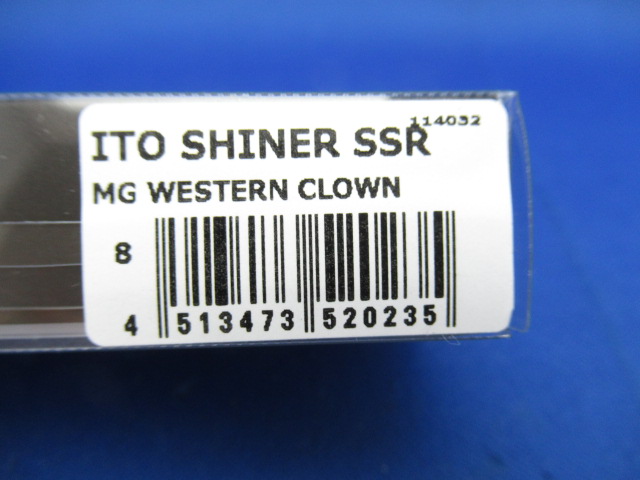 114032
ITO SHINER SSR
MG WESTERN CLOWN
8
4 513473 520235